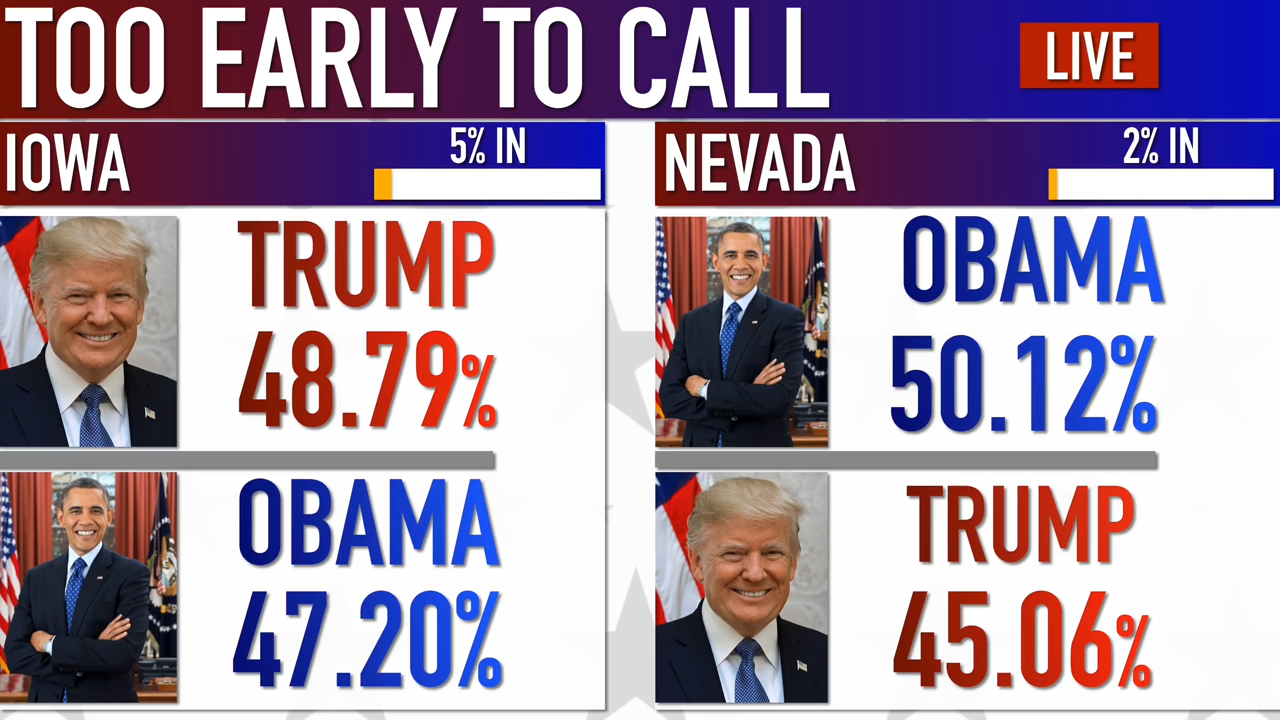 TOO EARLY TO CALL
LIVE
IOWA
5% IN
TRUMP
48.79%
OBAMA
47.20%
NEVADA
2% IN
OBAMA
50.12%
TRUMP
45.06%